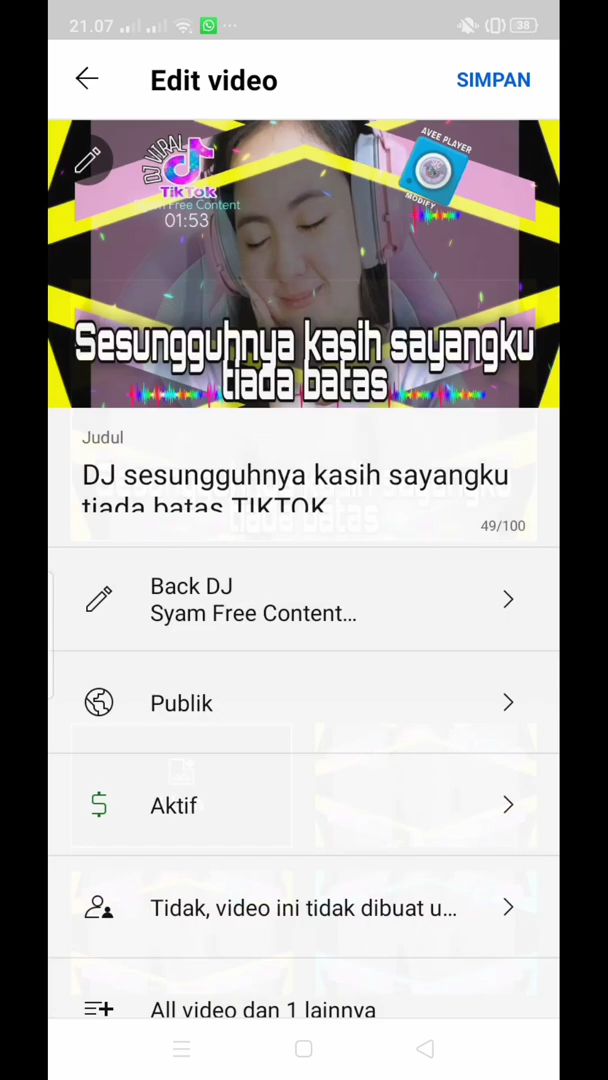 21.07
38
Edit video
SIMPAN
DJ VIRAL
TikTok
Syam Free Content
01:53
AVEE PLAYER
MODIFY
Sesungguhnya kasih sayangku
tiada batas
Judul
DJ sesungguhnya kasih sayangku
tiada batas TIKTOK
49/100
Back DJ
Syam Free Content...
Publik
Aktif
Tidak, video ini tidak dibuat u...
All video dan 1 lainnya